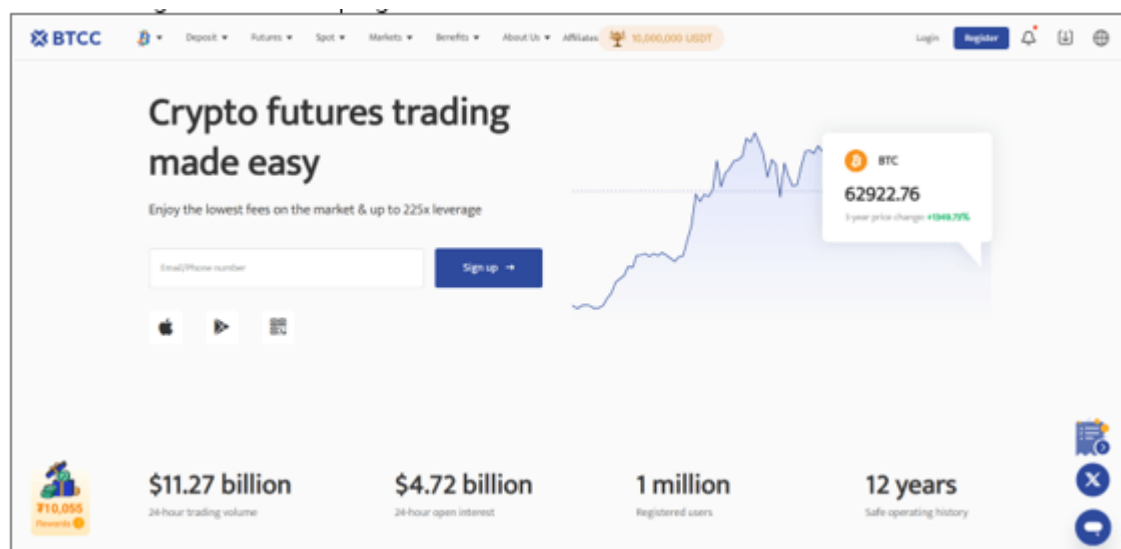 BTCC
Deposit Futures Spot Markets Benefits About Us Affiliates 10,000,000 USDT Login Register
Crypto futures trading
made easy
Enjoy the lowest fees on the market & up to 225x leverage
Email/Phone number
Sign up →
BTC
62922.76
3-year price change: +1949.73%
₮10,055
Rewards
$11.27 billion
24-hour trading volume
$4.72 billion
24-hour open interest
1 million
Registered users
12 years
Safe operating history